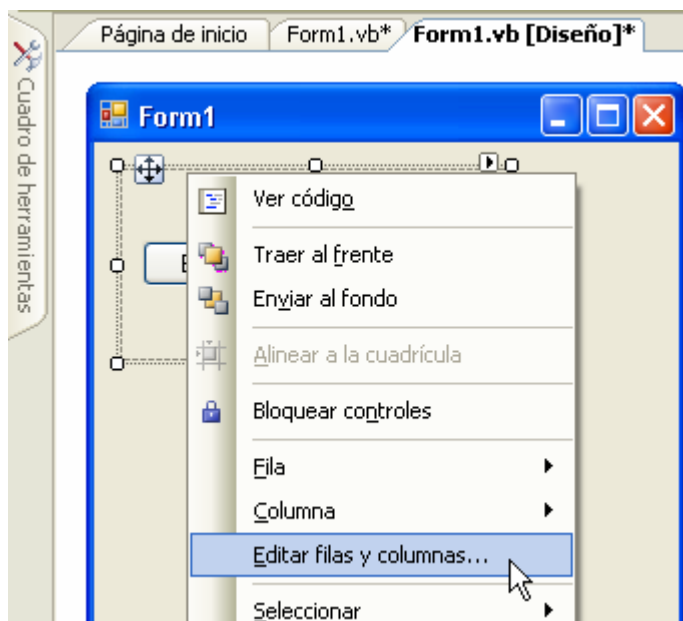 Página de inicio Form1.vb* Form1.vb [Diseño]*
Cuadro de herramientas
Form1
Ver código
Traer al frente
Enviar al fondo
Alinear a la cuadrícula
Bloquear controles
Fila
Columna
Editar filas y columnas...
Seleccionar